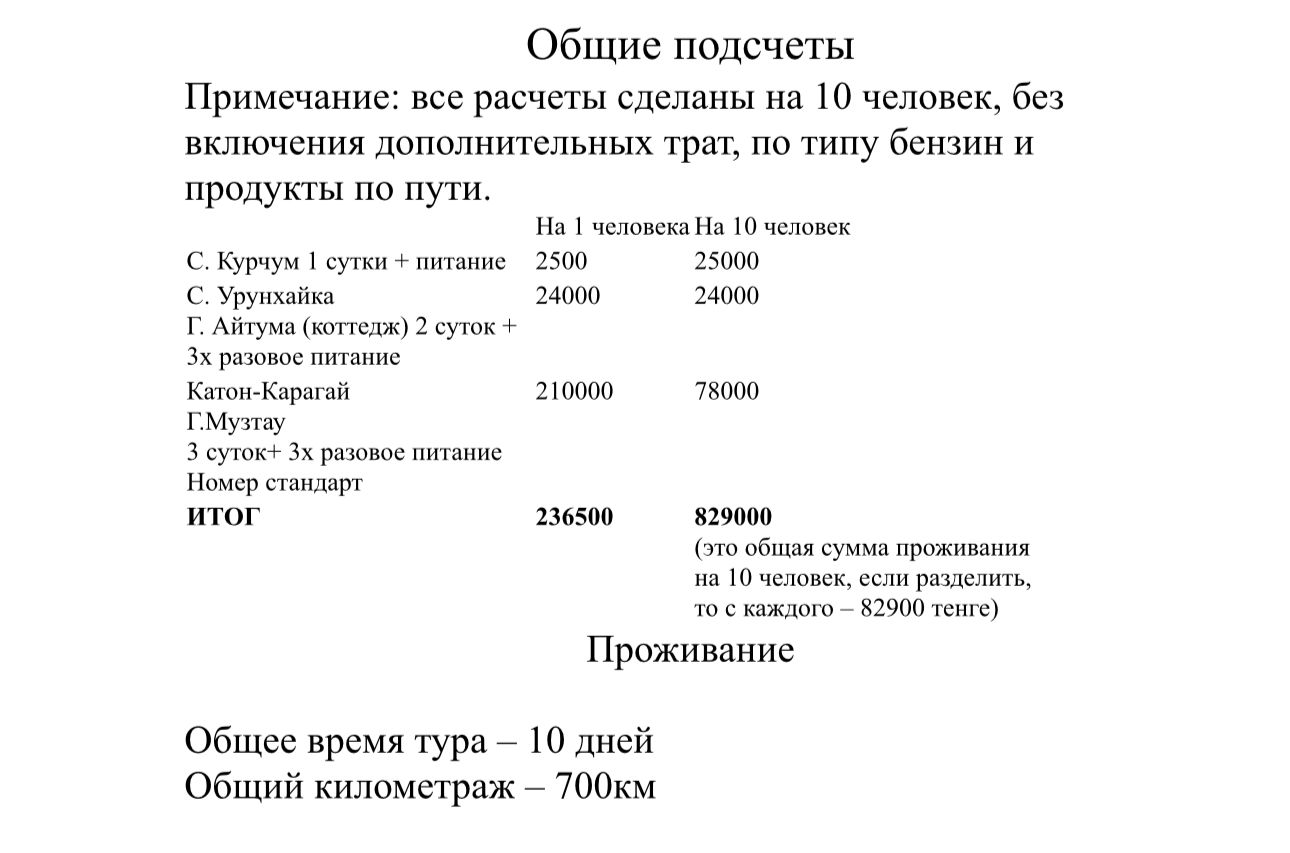 Общие подсчеты
Примечание: все расчеты сделаны на 10 человек, без
включения дополнительных трат, по типу бензин и
продукты по пути.
На 1 человека На 10 человек
С. Курчум 1 сутки + питание 2500 25000
С. Урунхайка 24000 24000
Г. Айтума (коттедж) 2 суток +
3х разовое питание
Катон-Карагай 210000 78000
Г.Музтау
3 суток+ 3х разовое питание
Номер стандарт
ИТОГ 236500 829000
(это общая сумма проживания
на 10 человек, если разделить,
то с каждого – 82900 тенге)
Проживание
Общее время тура – 10 дней
Общий километраж – 700км